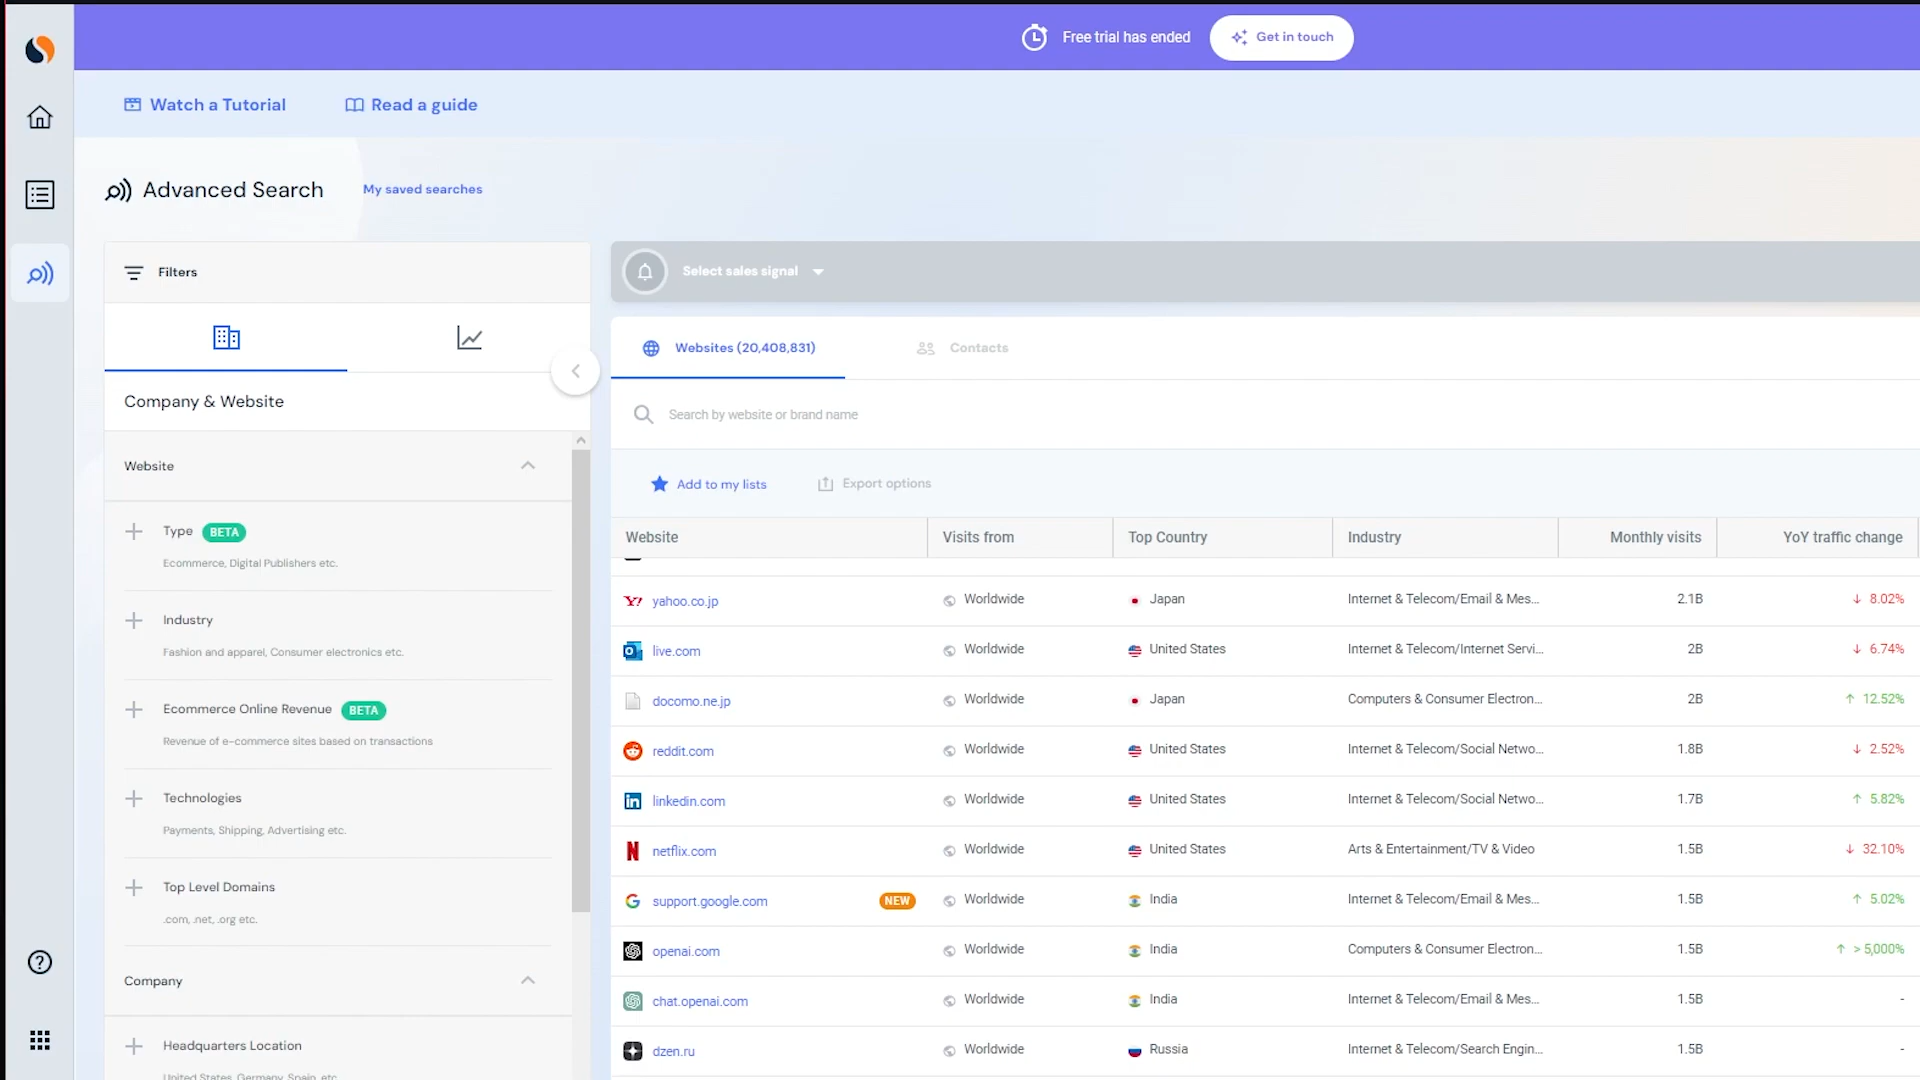 Free trial has ended
Get in touch
Watch a Tutorial
Read a guide
Advanced Search
My saved searches
Filters
Select sales signal
Websites (20,408,831)
Contacts
Company & Website
Search by website or brand name
Website
Add to my lists
Export options
Type BETA
Ecommerce, Digital Publishers etc.
Industry
Fashion and apparel, Consumer electronics etc.
Ecommerce Online Revenue BETA
Revenue of e-commerce sites based on transactions
Technologies
Payments, Shipping, Advertising etc.
Top Level Domains
.com, .net, .org etc.
Company
Headquarters Location
United States, Germany, Spain, etc
Website Visits from Top Country Industry Monthly visits YoY traffic change
yahoo.co.jp Worldwide Japan Internet & Telecom/Email & Mes... 2.1B ↓ 8.02%
live.com Worldwide United States Internet & Telecom/Internet Servi... 2B ↓ 6.74%
docomo.ne.jp Worldwide Japan Computers & Consumer Electron... 2B ↑ 12.52%
reddit.com Worldwide United States Internet & Telecom/Social Netwo... 1.8B ↓ 2.52%
linkedin.com Worldwide United States Internet & Telecom/Social Netwo... 1.7B ↑ 5.82%
netflix.com Worldwide United States Arts & Entertainment/TV & Video 1.5B ↓ 32.10%
support.google.com NEW Worldwide India Internet & Telecom/Email & Mes... 1.5B ↑ 5.02%
openai.com Worldwide India Computers & Consumer Electron... 1.5B ↑ > 5,000%
chat.openai.com Worldwide India Internet & Telecom/Email & Mes... 1.5B -
dzen.ru Worldwide Russia Internet & Telecom/Search Engin... 1.5B -